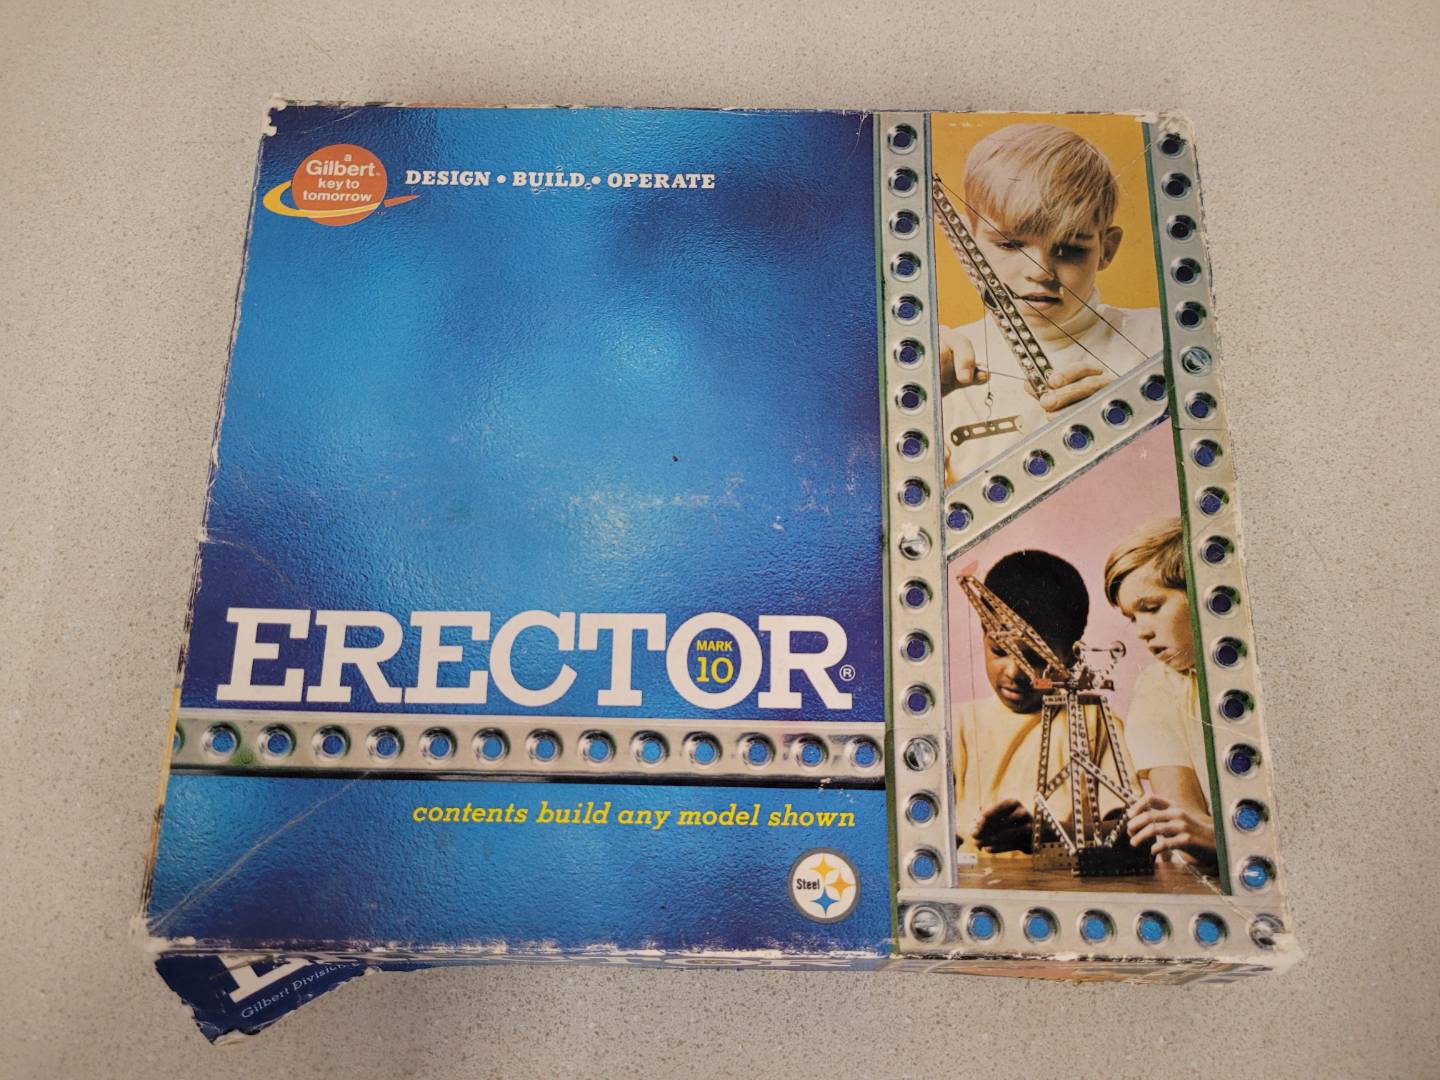 a
Gilbert
key to
tomorrow
DESIGN • BUILD • OPERATE
ERECTOR®
MARK
10
contents build any model shown
Steel
Gilbert Division